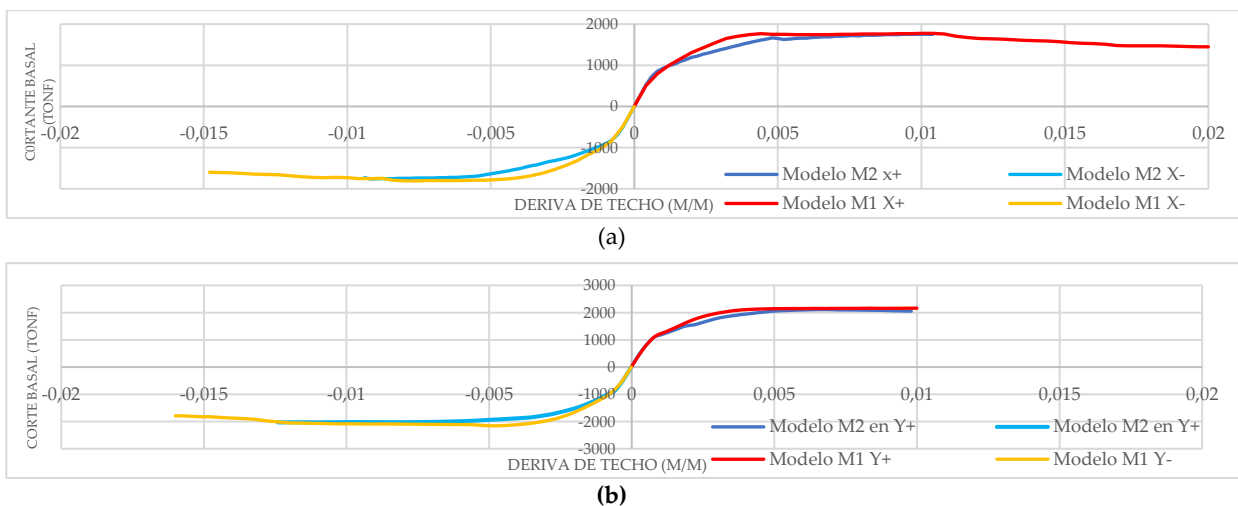 C0RTANTE BASAL
(TONF)
2000
1000
0
-1000
-2000
-0,02
-0,015
-0,01
-0,005
0
0,005
0,01
0,015
0,02
DERIVA DE TECHO (M/M)
Modelo M2 x+
Modelo M2 X-
Modelo M1 X+
Modelo M1 X-
(a)
CORTE BASAL (TONF)
3000
2000
1000
0
-1000
-2000
-3000
-0,02
-0,015
-0,01
-0,005
0
0,005
0,01
0,015
0,02
DERIVA DE TECHO (M/M)
Modelo M2 en Y+
Modelo M2 en Y+
Modelo M1 Y+
Modelo M1 Y-
(b)